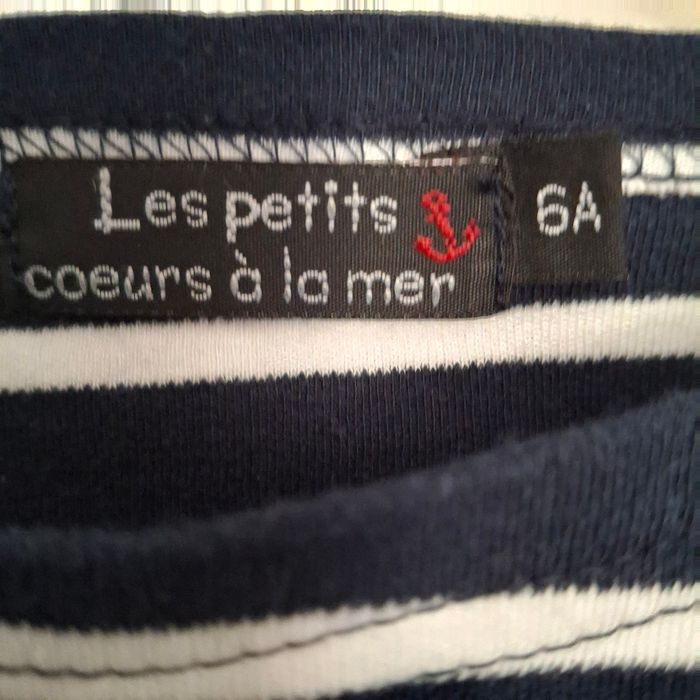 Les petits
coeurs à la mer
6A